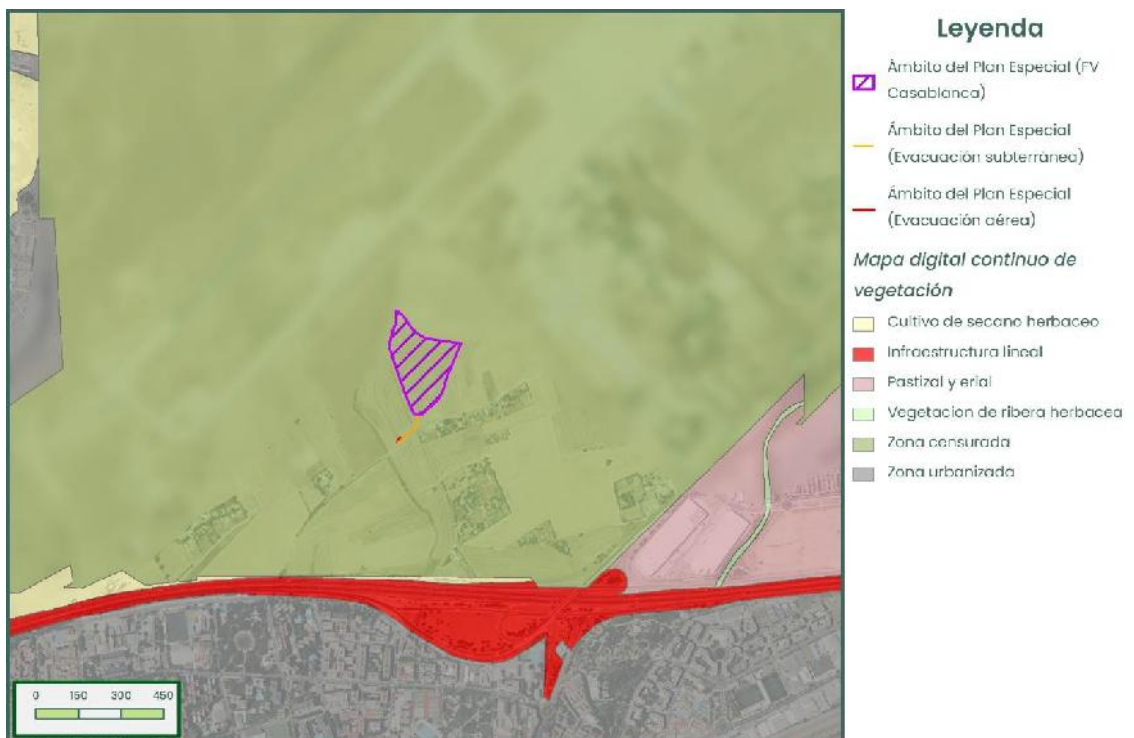 Leyenda
Ámbito del Plan Especial (FV
Casablanca)
Ámbito del Plan Especial
(Evacuación subterránea)
Ámbito del Plan Especial
(Evacuación aérea)
Mapa digital continuo de
vegetación
Cultivo de secano herbaceo
Infraestructura lineal
Pastizal y erial
Vegetacion de ribera herbacea
Zona censurada
Zona urbanizada
0 150 300 450